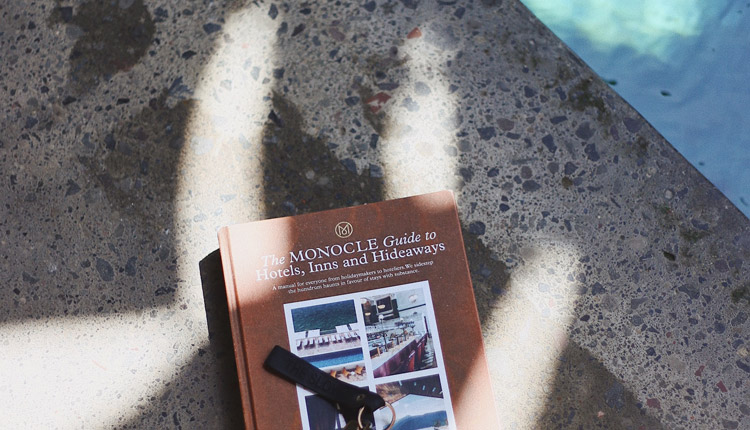 The MONOCLE Guide to
Hotels, Inns and Hideaways
A manual for everyone from holidaymakers to hoteliers. We sidestep
the humdrum haunts in favour of stays with substance.